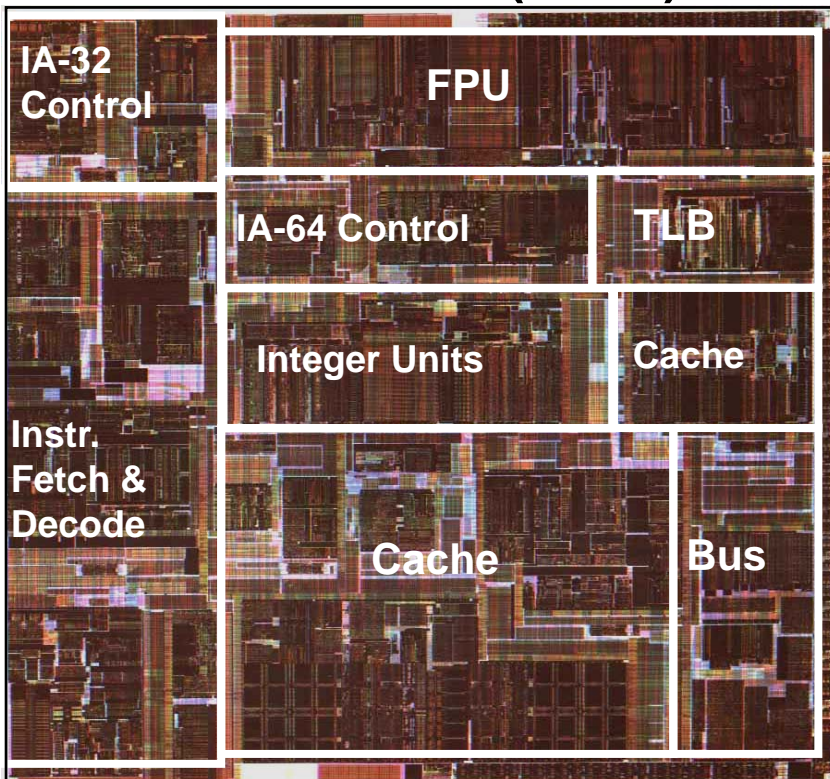 IA-32
Control
FPU
IA-64 Control
TLB
Integer Units
Cache
Instr.
Fetch &
Decode
Cache
Bus